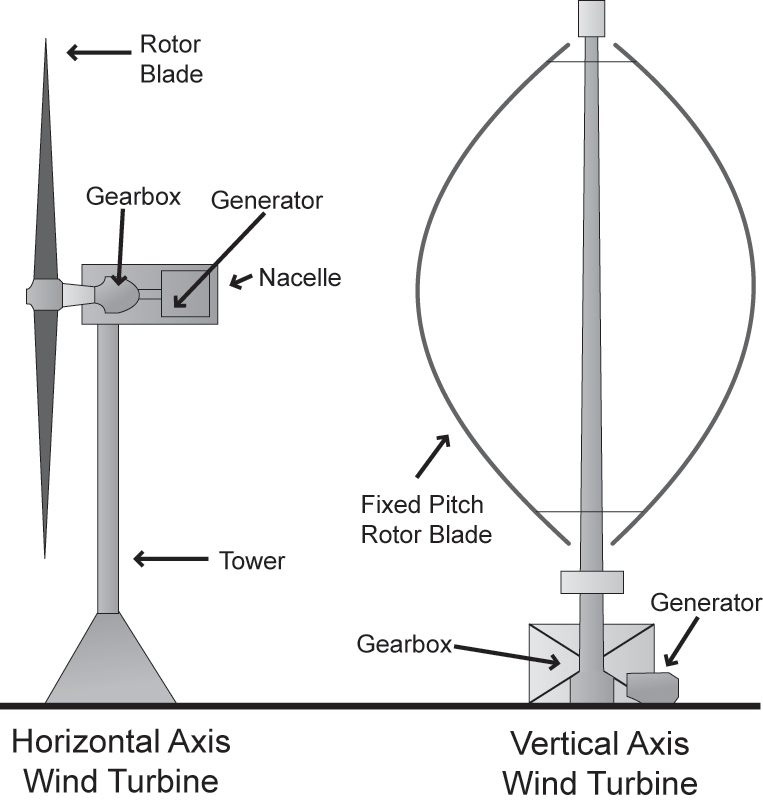 Rotor
Blade
Gearbox
Generator
Nacelle
Tower
Horizontal Axis
Wind Turbine
Fixed Pitch
Rotor Blade
Gearbox
Generator
Vertical Axis
Wind Turbine